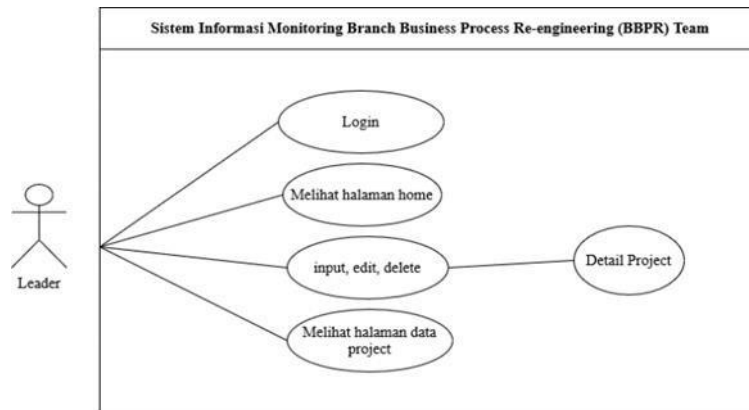 Sistem Informasi Monitoring Branch Business Process Re-engineering (BBPR) Team
Login
Melihat halaman home
input, edit, delete
Detail Project
Leader
Melihat halaman data
project